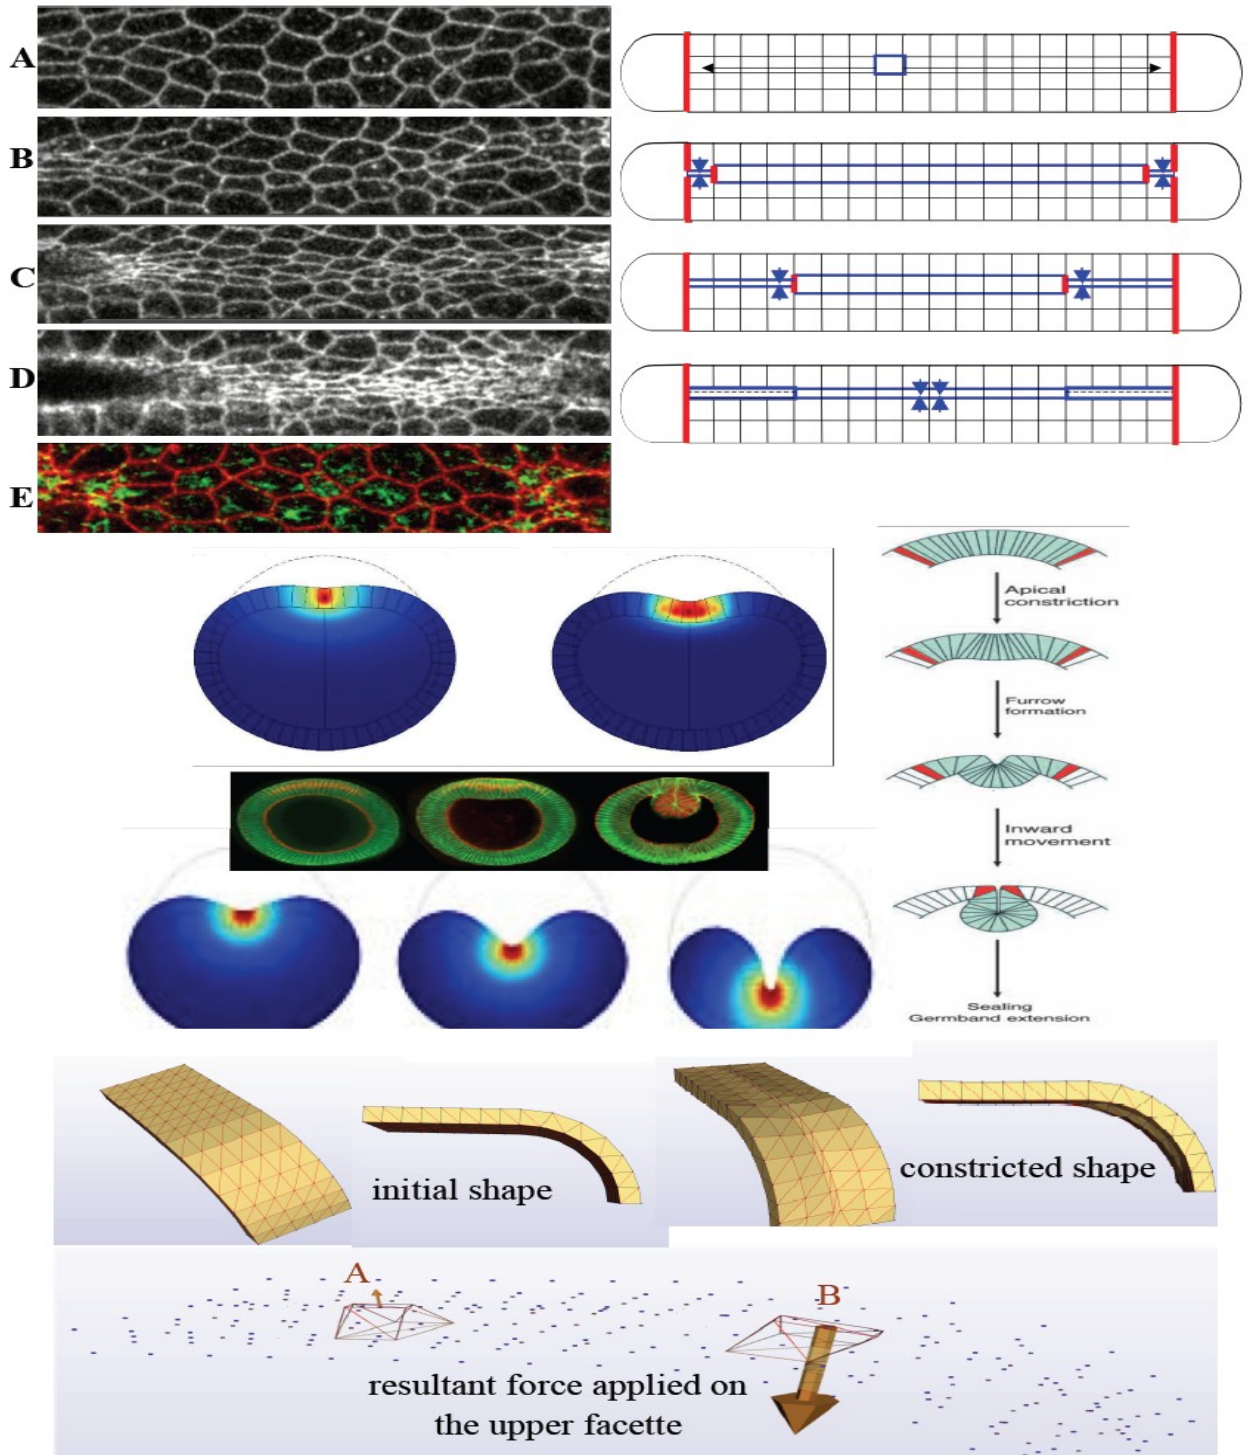 A
B
C
D
E
Apical
constriction
Furrow
formation
Inward
movement
Sealing
Germband extension
initial shape
constricted shape
A
B
resultant force applied on
the upper facette